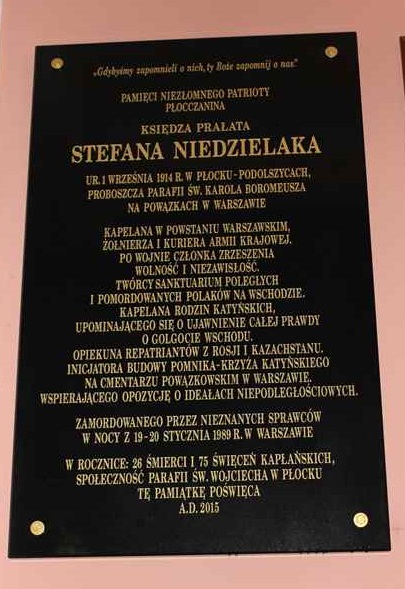 „Gdybyśmy zapomnieli o nich, ty Boże zapomnij o nas."
PAMIĘCI NIEZŁOMNEGO PATRIOTY
PŁOCCZANINA
KSIĘDZA PRAŁATA
STEFANA NIEDZIELAKA
UR. 1 WRZEŚNIA 1914 R. W PŁOCKU-PODOLSZYCACH,
PROBOSZCZA PARAFII ŚW. KAROLA BOROMEUSZA
NA POWĄZKACH W WARSZAWIE
KAPELANA W POWSTANIU WARSZAWSKIM,
ŻOŁNIERZA I KURIERA ARMII KRAJOWEJ.
PO WOJNIE CZŁONKA ZRZESZENIA
WOLNOŚĆ I NIEZAWISŁOŚĆ.
TWÓRCY SANKTUARIUM POLEGŁYCH
I POMORDOWANYCH POLAKÓW NA WSCHODZIE.
KAPELANA RODZIN KATYŃSKICH,
UPOMINAJĄCEGO SIĘ O UJAWNIENIE CAŁEJ PRAWDY
O GOLGOCIE WSCHODU.
OPIEKUNA REPATRIANTÓW Z ROSJI I KAZACHSTANU.
INICJATORA BUDOWY POMNIKA-KRZYŻA KATYŃSKIEGO
NA CMENTARZU POWĄZKOWSKIM W WARSZAWIE.
WSPIERAJĄCEGO OPOZYCJĘ O IDEAŁACH NIEPODLEGŁOŚCIOWYCH.
ZAMORDOWANEGO PRZEZ NIEZNANYCH SPRAWCÓW
W NOCY Z 19-20 STYCZNIA 1989 R. W WARSZAWIE
W ROCZNICE: 26 ŚMIERCI I 75 ŚWIĘCEŃ KAPŁAŃSKICH,
SPOŁECZNOŚĆ PARAFII ŚW. WOJCIECHA W PŁOCKU
TĘ PAMIĄTKĘ POŚWIĘCA
A.D. 2015